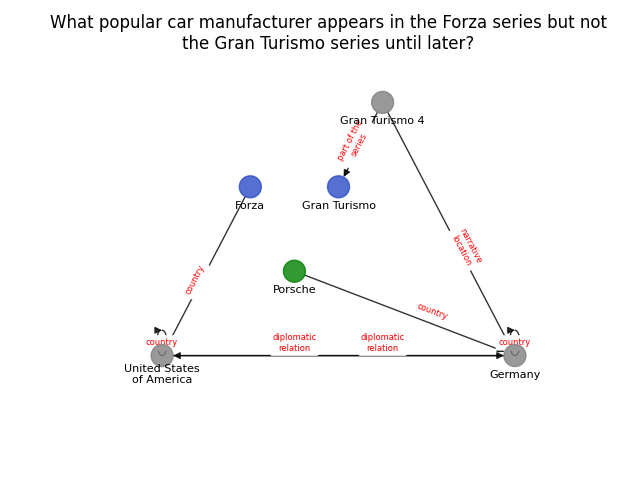 What popular car manufacturer appears in the Forza series but not
the Gran Turismo series until later?
Gran Turismo 4
part of the
series
Forza
Gran Turismo
narrative
location
country
Porsche
country
country
diplomatic
relation
diplomatic
relation
country
United States
of America
Germany